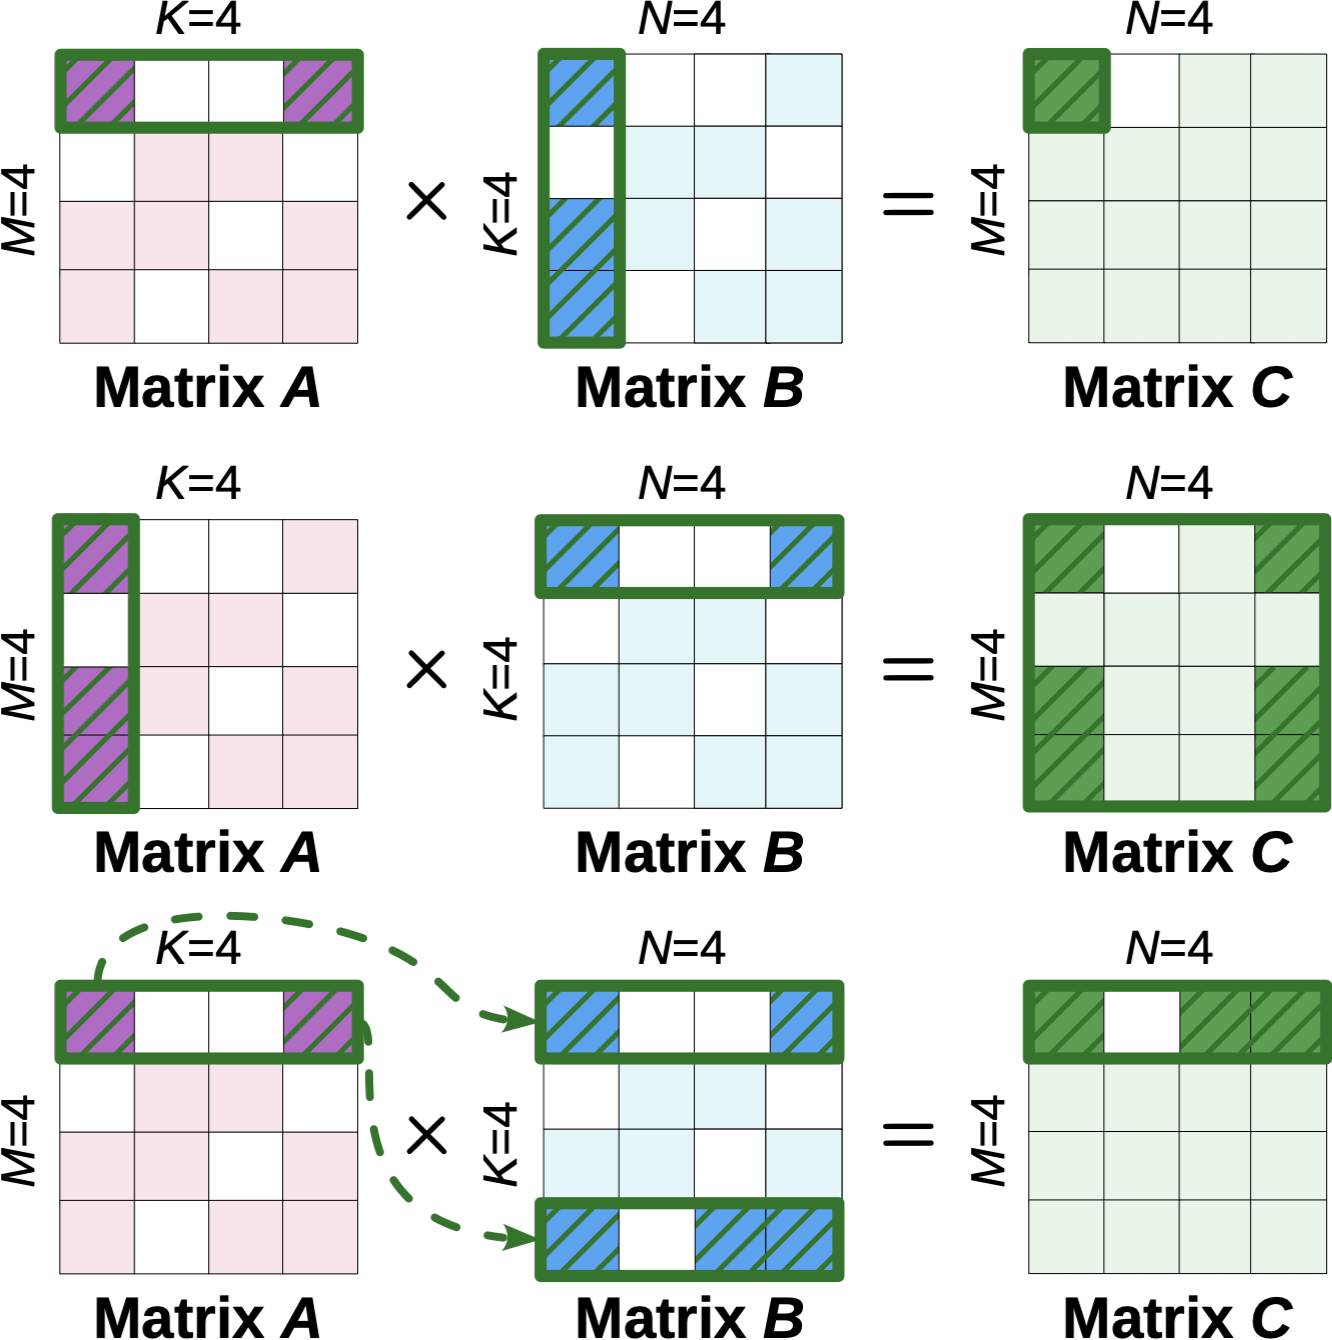 K=4 N=4 N=4
M=4 × K=4 = M=4
Matrix A Matrix B Matrix C
K=4 N=4 N=4
M=4 × K=4 = M=4
Matrix A Matrix B Matrix C
K=4 N=4 N=4
M=4 × K=4 = M=4
Matrix A Matrix B Matrix C